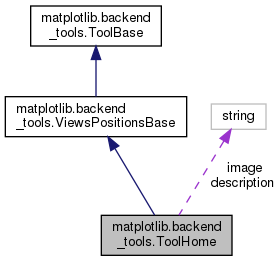 matplotlib.backend
_tools.ToolBase
matplotlib.backend
_tools.ViewsPositionsBase
string
image
description
matplotlib.backend
_tools.ToolHome